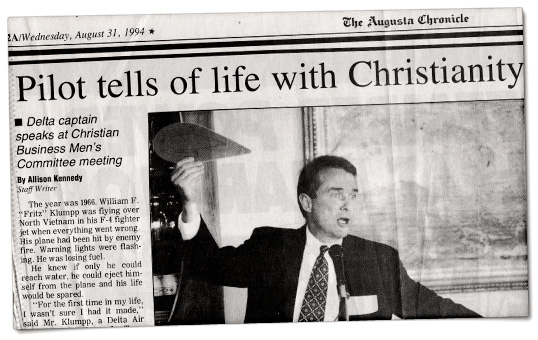 The Augusta Chronicle
2A/Wednesday, August 31, 1994 ★
Pilot tells of life with Christianity
■ Delta captain
speaks at Christian
Business Men's
Committee meeting
By Allison Kennedy
Staff Writer
The year was 1966. William F.
"Fritz" Klumpp was flying over
North Vietnam in his F-4 fighter
jet when everything went wrong.
His plane had been hit by enemy
fire. Warning lights were flash-
ing. He was losing fuel.
He knew if only he could
reach water, he could eject him-
self from the plane and his life
would be spared.
"For the first time in my life,
I wasn't sure I had it made,"
said Mr. Klumpp, a Delta Air